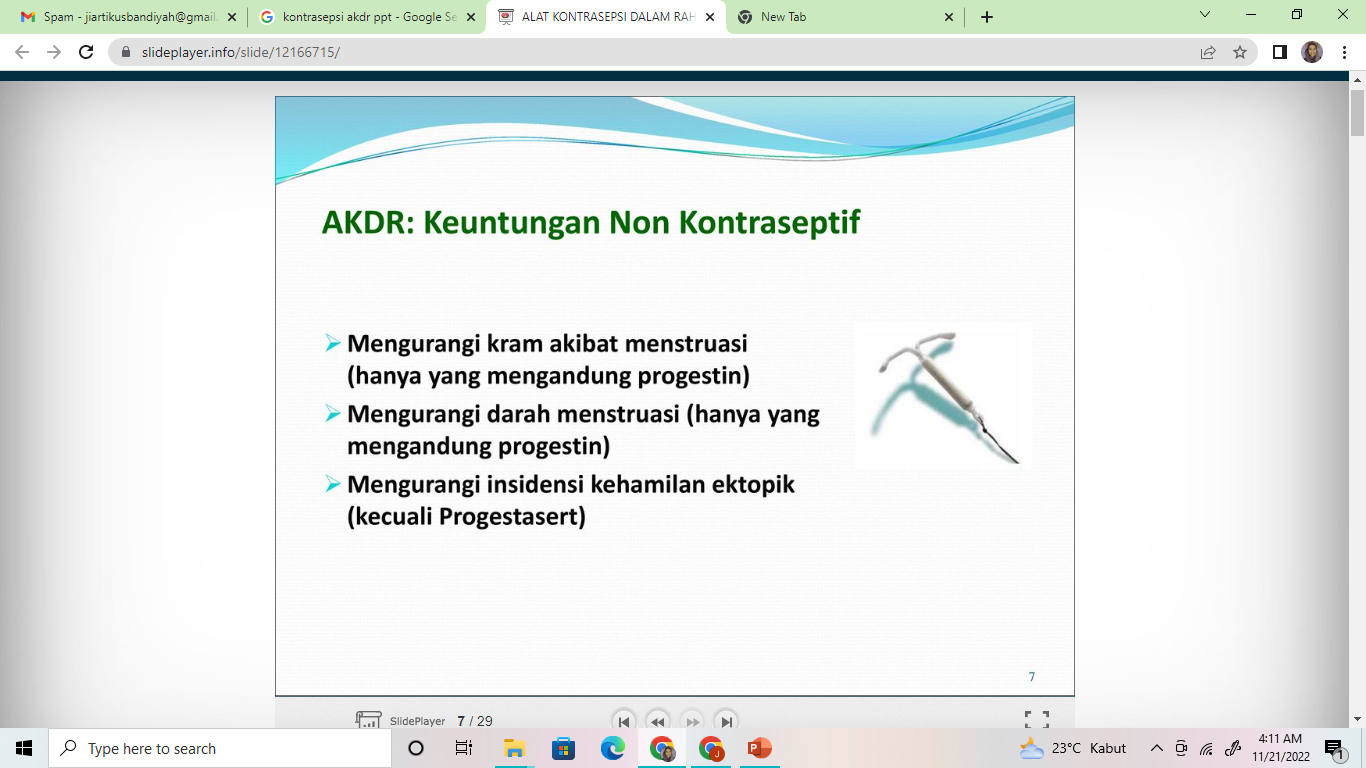 Spam - jiartikusbandiyah@gmail.
kontrasepsi akdr ppt - Google Se
ALAT KONTRASEPSI DALAM RAH
New Tab
slideplayer.info/slide/12166715/
AKDR: Keuntungan Non Kontraseptif
Mengurangi kram akibat menstruasi
(hanya yang mengandung progestin)
Mengurangi darah menstruasi (hanya yang
mengandung progestin)
Mengurangi insidensi kehamilan ektopik
(kecuali Progestasert)
7
SlidePlayer 7 / 29
Type here to search
23°C Kabut
4:11 AM
11/21/2022
1